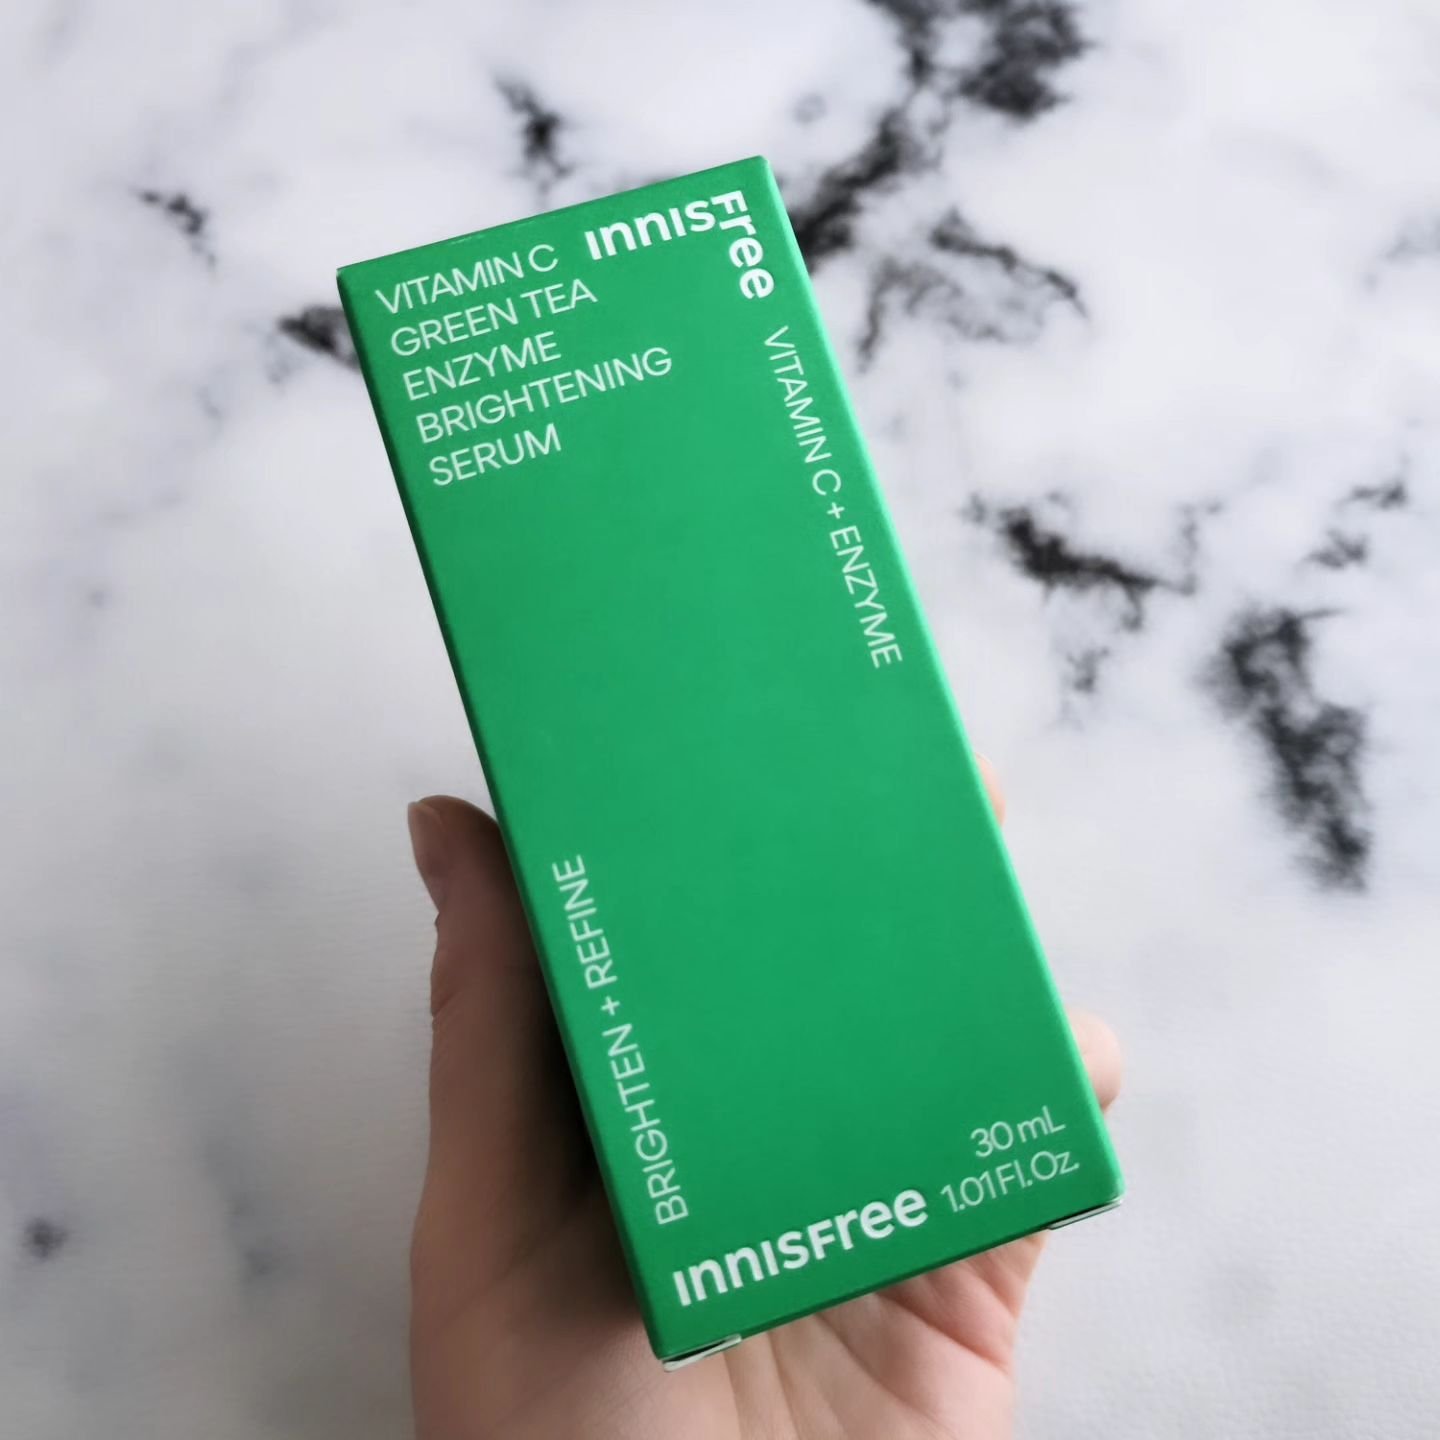 VITAMIN C
GREEN TEA
ENZYME
BRIGHTENING
SERUM
innisFree
VITAMIN C + ENZYME
BRIGHTEN + REFINE
30 mL
1.01 Fl. Oz.
innisFree